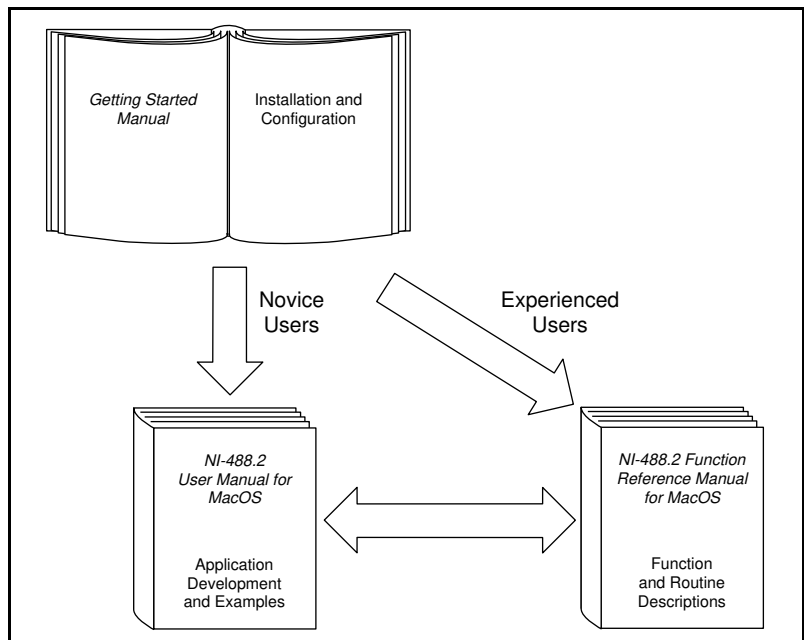 Getting Started
Manual
Installation and
Configuration
Novice
Users
Experienced
Users
NI-488.2
User Manual for
MacOS
Application
Development
and Examples
NI-488.2 Function
Reference Manual
for MacOS
Function
and Routine
Descriptions